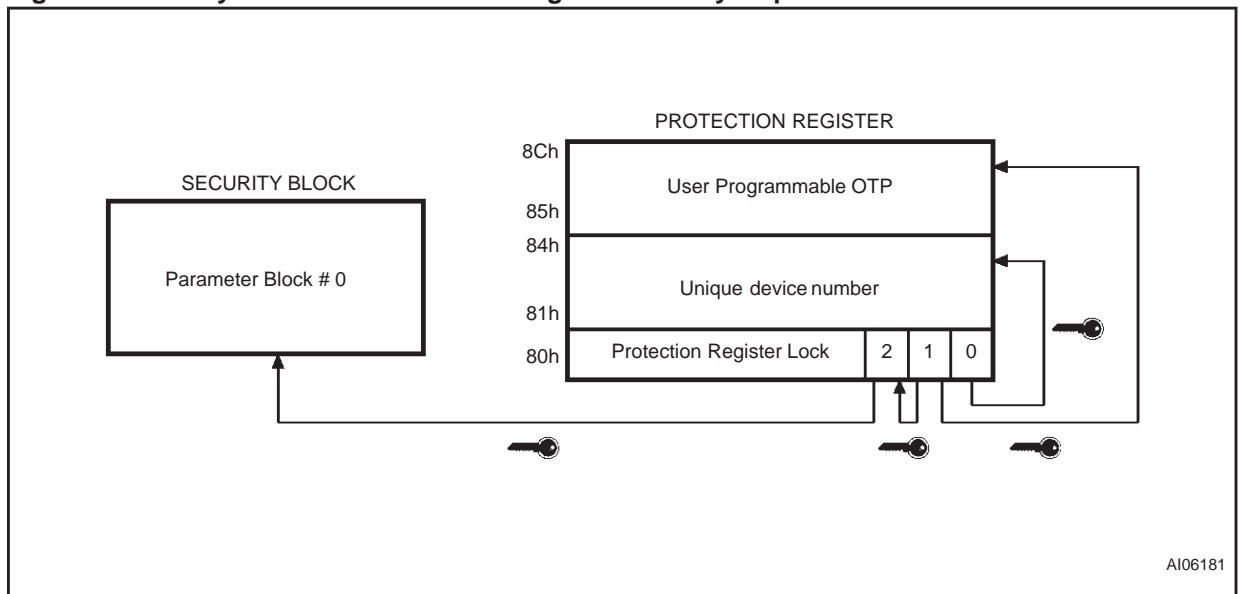 PROTECTION REGISTER
8Ch
User Programmable OTP
85h
SECURITY BLOCK
Parameter Block # 0
84h
Unique device number
81h
80h
Protection Register Lock 2 1 0
AI06181